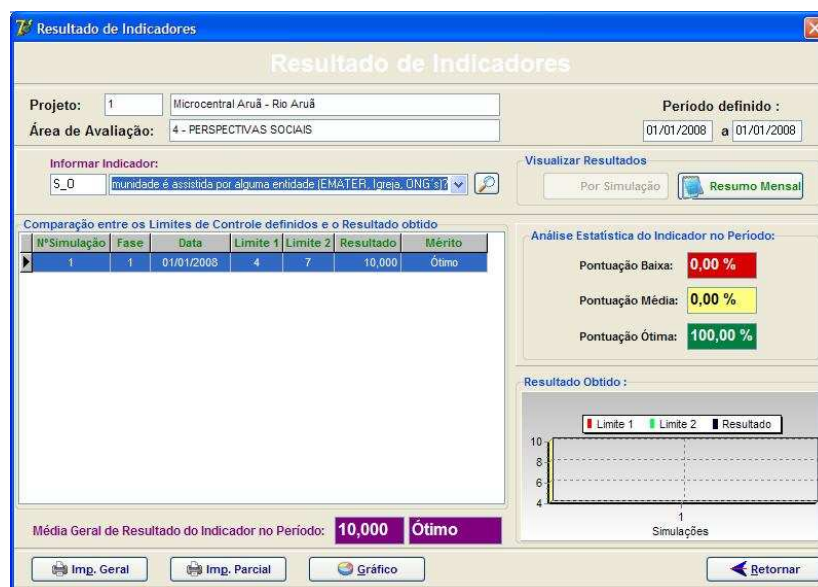 Resultado de Indicadores
Resultado de Indicadores
Projeto: 1 Microcentral Aruã - Rio Aruã
Período definido :
Área de Avaliação: 4 - PERSPECTIVAS SOCIAIS
01/01/2008 a 01/01/2008
Informar Indicador:
S_0 munidade é assistida por alguma entidade (EMATER, Igreja, ONG´s)?
Visualizar Resultados
Por Simulação Resumo Mensal
Comparação entre os Limites de Controle definidos e o Resultado obtido
NºSimulação Fase Data Limite 1 Limite 2 Resultado Mérito
1 1 01/01/2008 4 7 10,000 Ótimo
Análise Estatística do Indicador no Período:
Pontuação Baixa: 0,00 %
Pontuação Média: 0,00 %
Pontuação Ótima: 100,00 %
Resultado Obtido :
Limite 1 Limite 2 Resultado
10
8
6
4
1
Simulações
Média Geral de Resultado do Indicador no Período: 10,000 Ótimo
Imp. Geral Imp. Parcial Gráfico Retornar